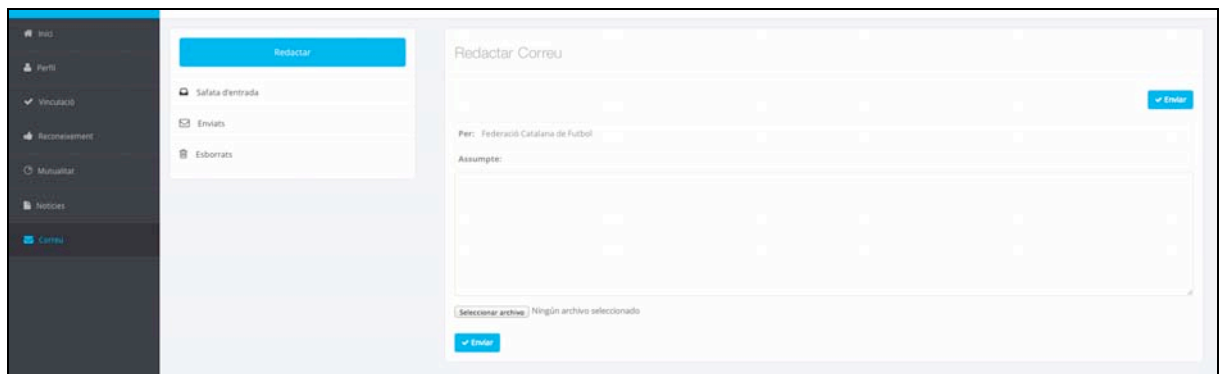 Inici
Perfil
Vinculació
Reconeixement
Mutualitat
Notícies
Correu
Redactar
Safata d'entrada
Enviats
Esborrats
Redactar Correu
Enviar
Per: Federació Catalana de Futbol
Assumpte:
Seleccionar archivo Ningún archivo seleccionado
Enviar